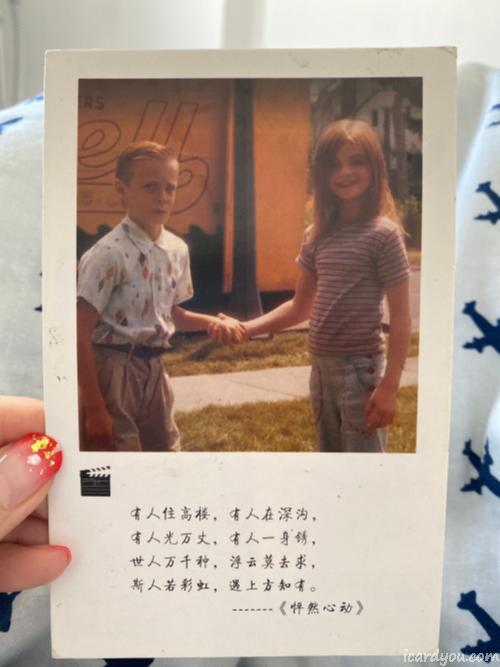 ERS
ell
有人住高楼，有人在深沟，
有人光万丈，有人一身锈，
世人万千种，浮云莫去求，
斯人若彩虹，遇上方知有。
-------《怦然心动》
icardyou.com